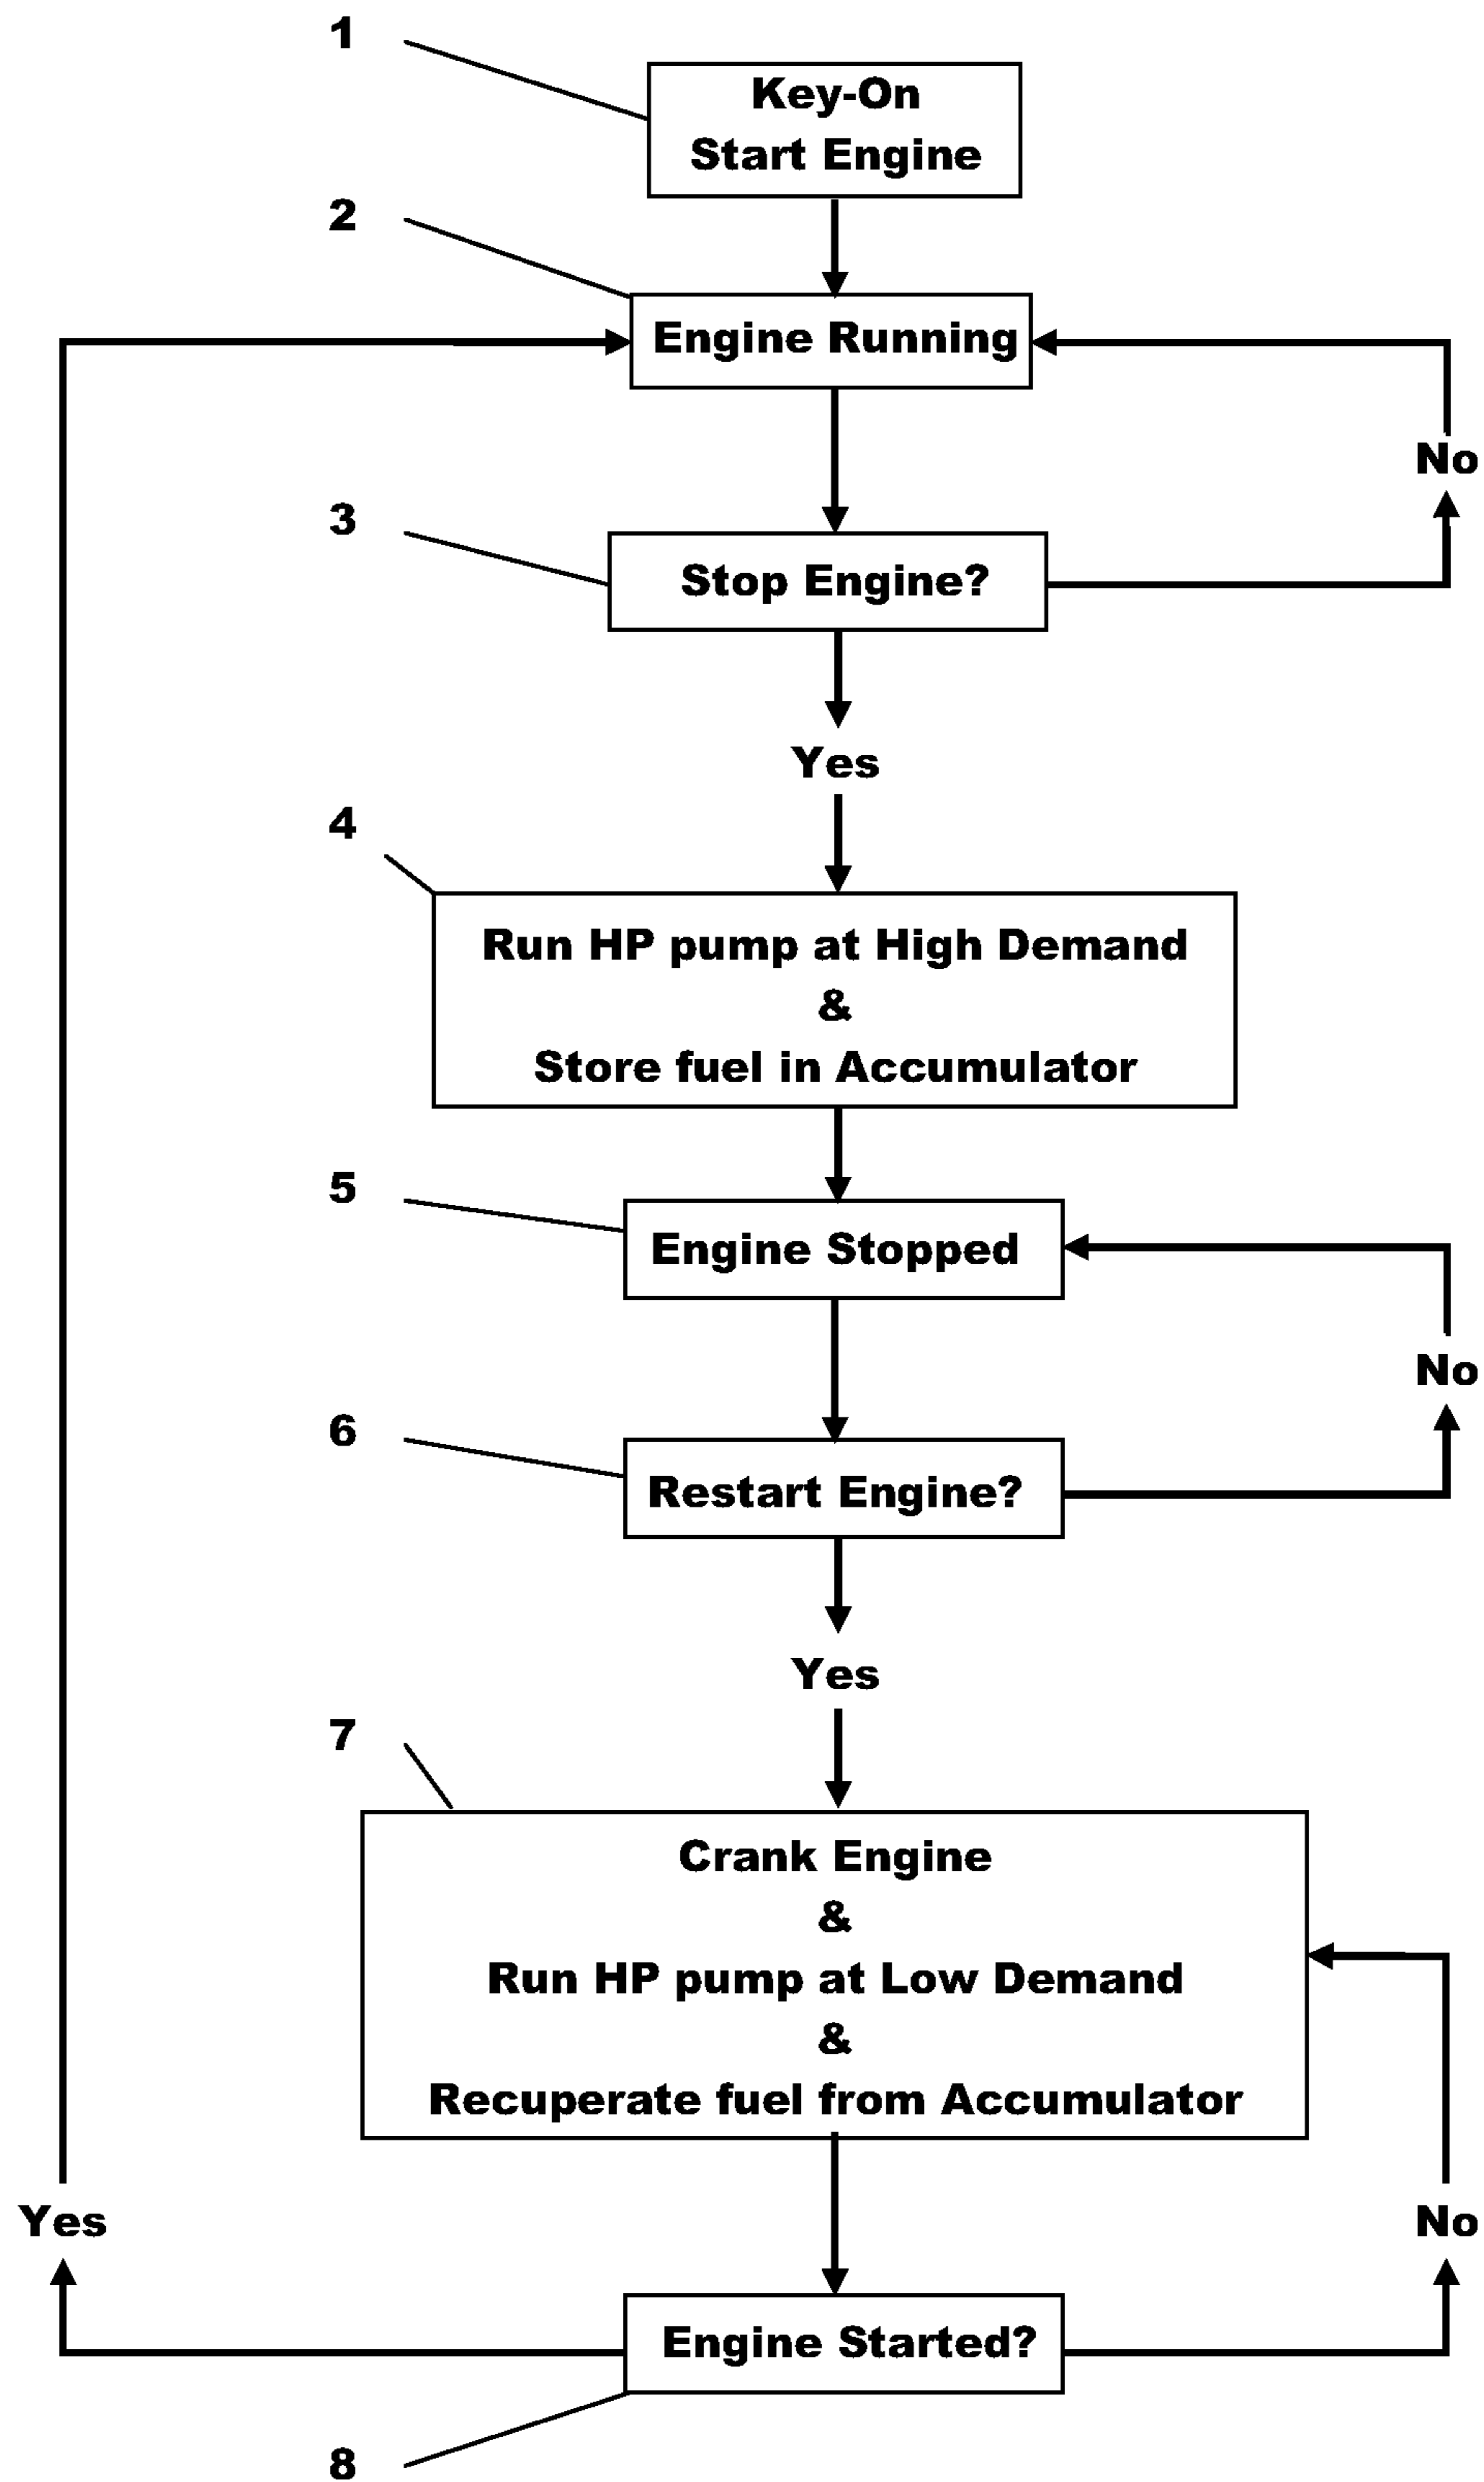 1
Key-On
Start Engine
2
Engine Running
No
3
Stop Engine?
Yes
4
Run HP pump at High Demand
&
Store fuel in Accumulator
5
Engine Stopped
No
6
Restart Engine?
Yes
7
Crank Engine
&
Run HP pump at Low Demand
&
Recuperate fuel from Accumulator
Yes
No
Engine Started?
8